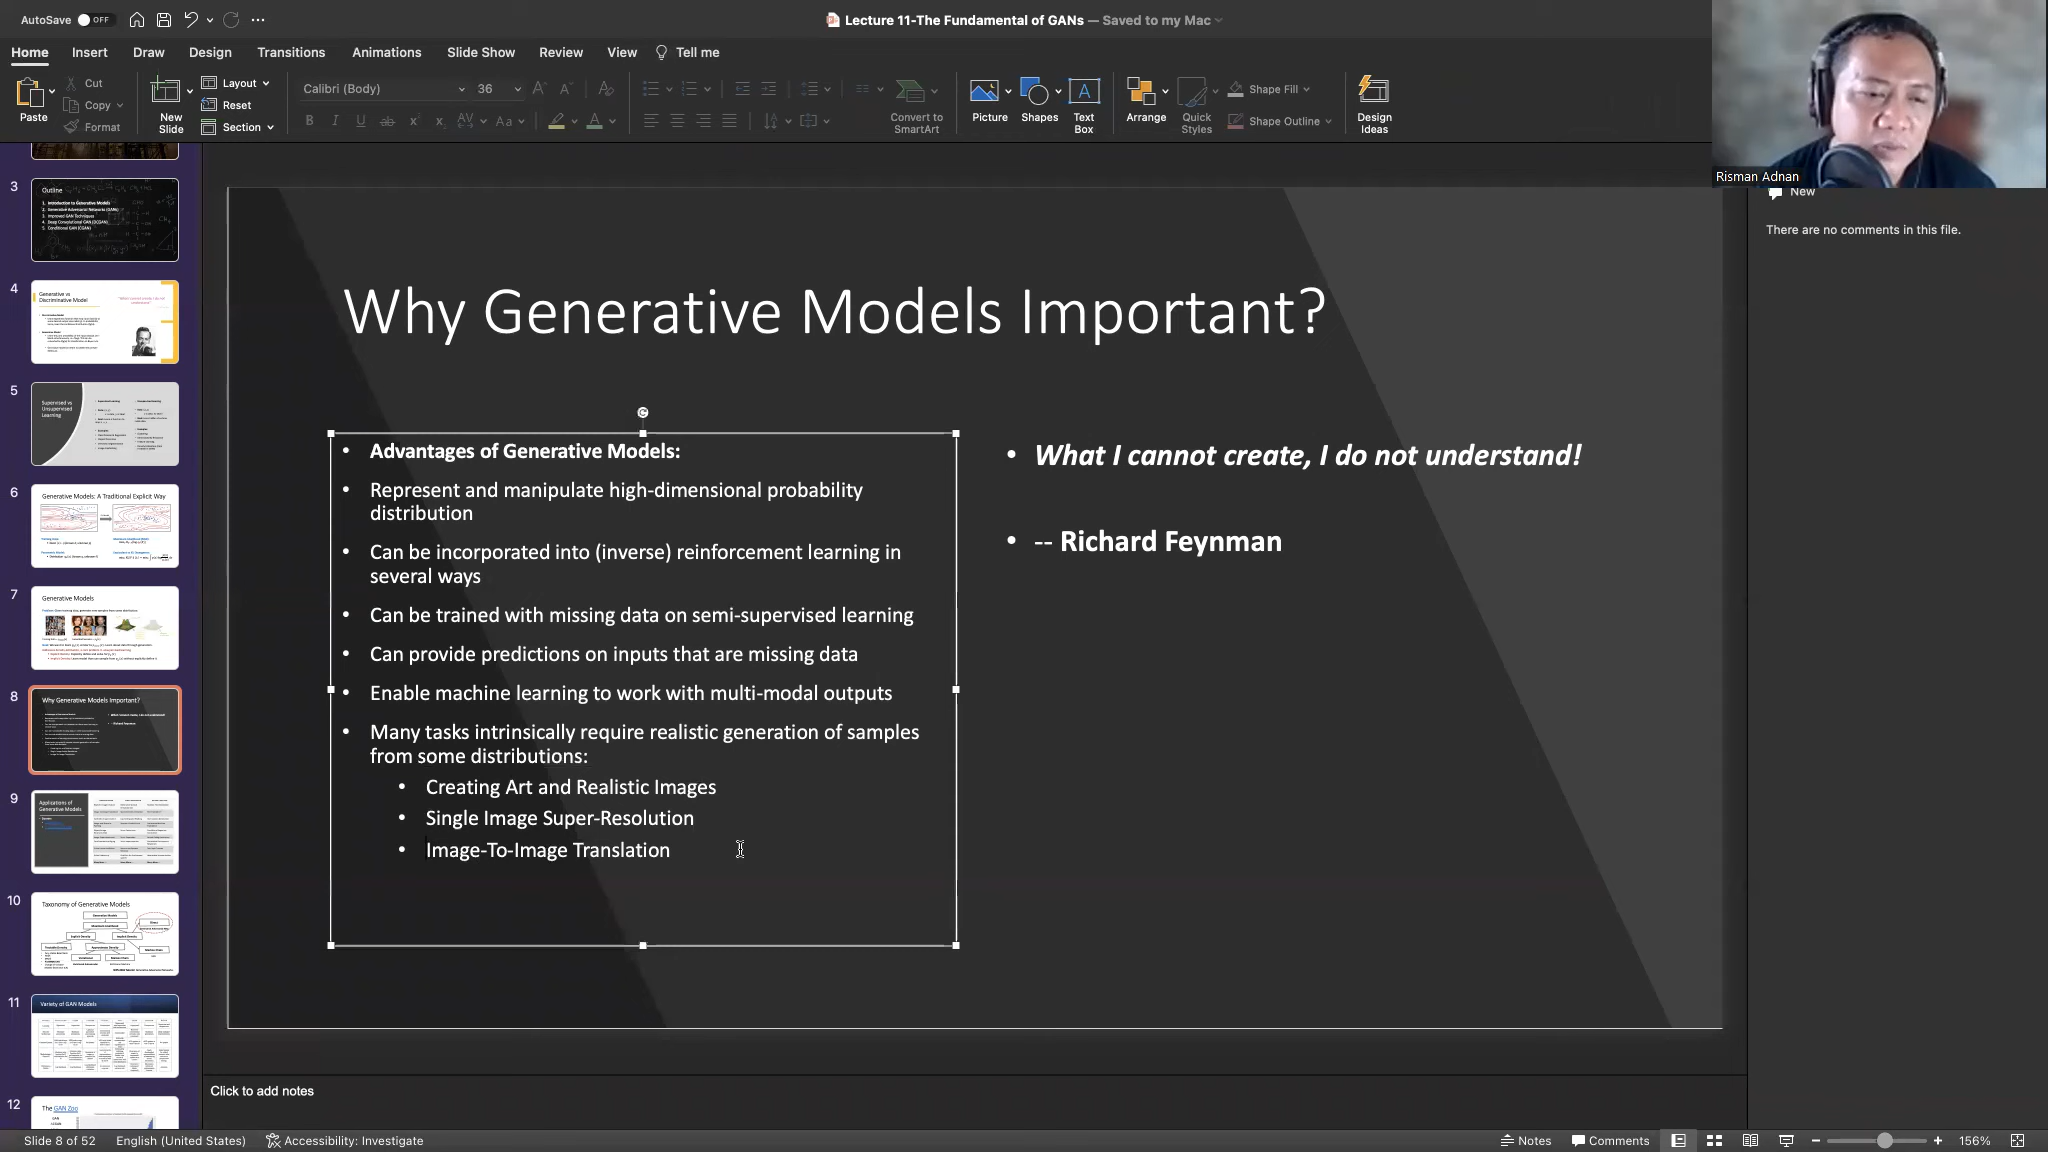 AutoSave OFF
Lecture 11-The Fundamental of GANs — Saved to my Mac
Home Insert Draw Design Transitions Animations Slide Show Review View Tell me
Paste
Cut
Copy
Format
New
Slide
Layout
Reset
Section
Calibri (Body) 36
Convert to
SmartArt
Picture
Shapes
Text
Box
Arrange
Quick
Styles
Shape Fill
Shape Outline
Design
Ideas
Risman Adnan
New
There are no comments in this file.
3
Outline
1. Introduction to Generative Models
2. Generative Adversarial Networks (GANs)
3. Improved GAN Techniques
4. Deep Convolutional GAN (DCGAN)
5. Conditional GAN (CGAN)
4
Generative vs
Discriminative Model
5
Supervised vs
Unsupervised
Learning
6
Generative Models: A Traditional Explicit Way
7
Generative Models
8
Why Generative Models Important?
9
Applications of
Generative Models
10
Taxonomy of Generative Models
11
Variety of GAN Models
12
The GAN Zoo
Why Generative Models Important?
• Advantages of Generative Models:
• Represent and manipulate high-dimensional probability
distribution
• Can be incorporated into (inverse) reinforcement learning in
several ways
• Can be trained with missing data on semi-supervised learning
• Can provide predictions on inputs that are missing data
• Enable machine learning to work with multi-modal outputs
• Many tasks intrinsically require realistic generation of samples
from some distributions:
• Creating Art and Realistic Images
• Single Image Super-Resolution
• Image-To-Image Translation
• What I cannot create, I do not understand!
• -- Richard Feynman
Click to add notes
Slide 8 of 52 English (United States) Accessibility: Investigate
Notes Comments 156%